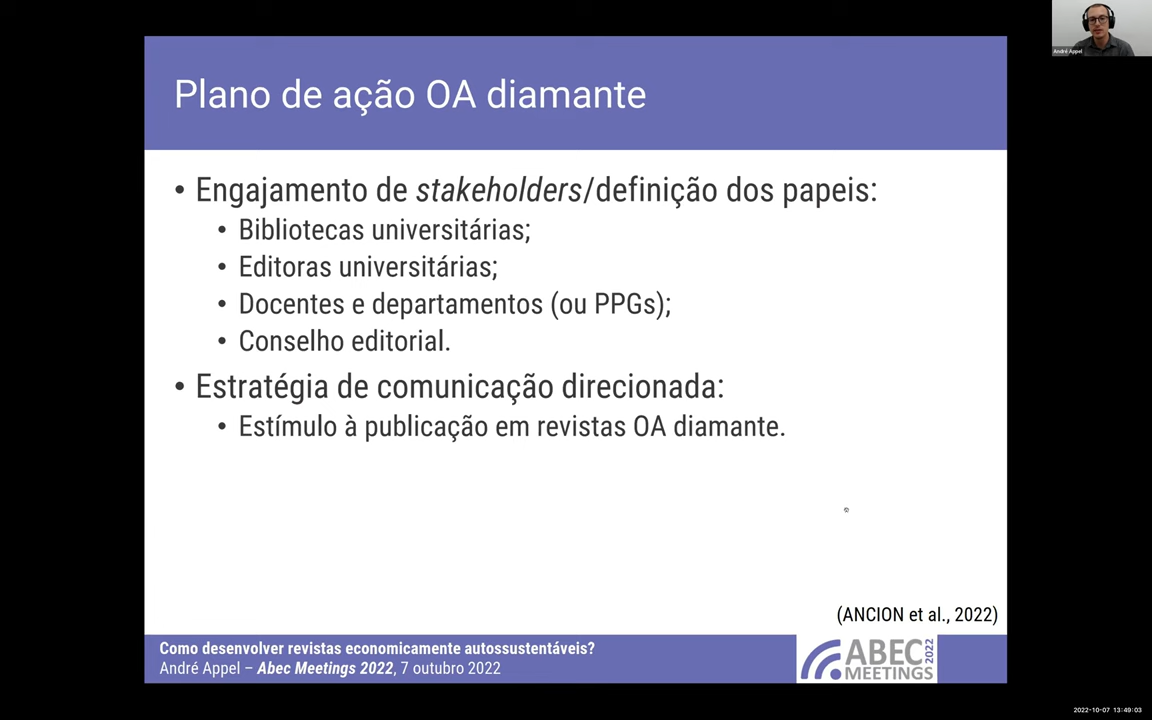 André Appel
Plano de ação OA diamante
• Engajamento de stakeholders/definição dos papeis:
• Bibliotecas universitárias;
• Editoras universitárias;
• Docentes e departamentos (ou PPGs);
• Conselho editorial.
• Estratégia de comunicação direcionada:
• Estímulo à publicação em revistas OA diamante.
(ANCION et al., 2022)
Como desenvolver revistas economicamente autossustentáveis?
André Appel – Abec Meetings 2022, 7 outubro 2022
ABEC
MEETINGS
2022
2022-10-07 13:49:03